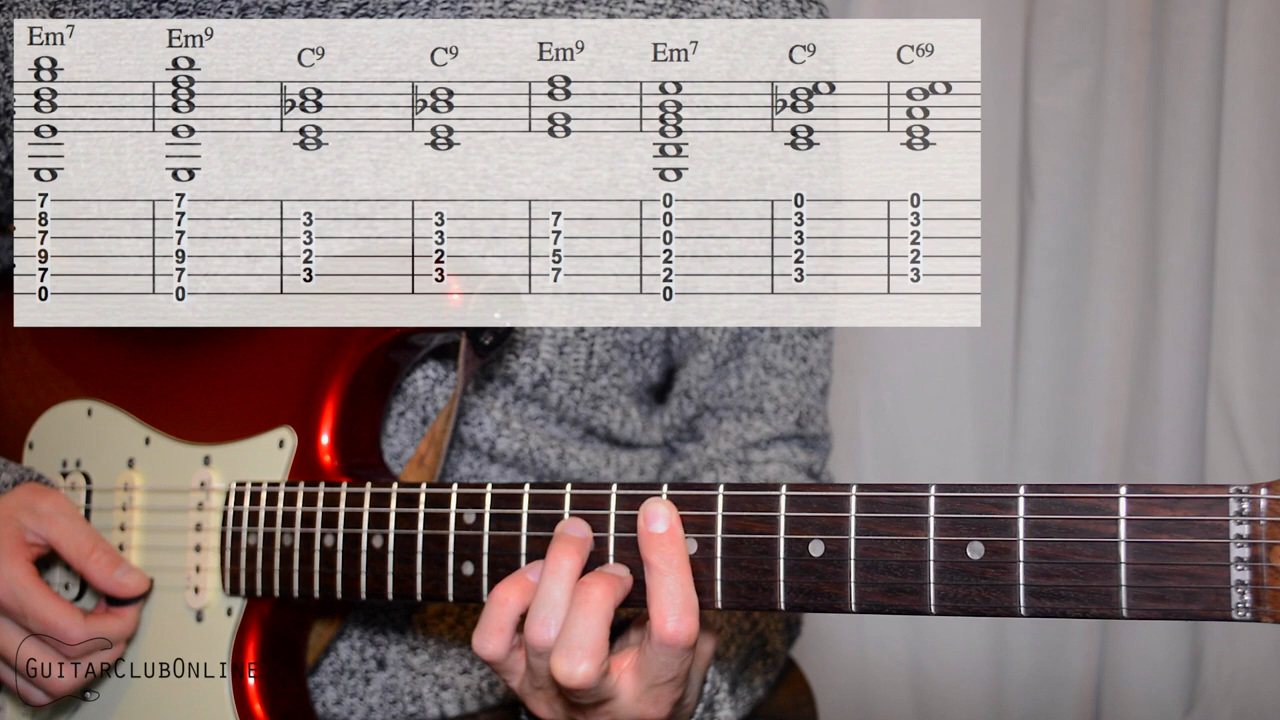 Em7 Em9 C9 C9 Em9 Em7 C9 C69
7 7 0 0 0
8 7 3 3 7 0 3 3
7 7 3 3 7 0 3 2
9 9 2 2 5 2 2 2
7 7 3 3 7 2 3 3
0 0 0
GUITARCLUBONLINE